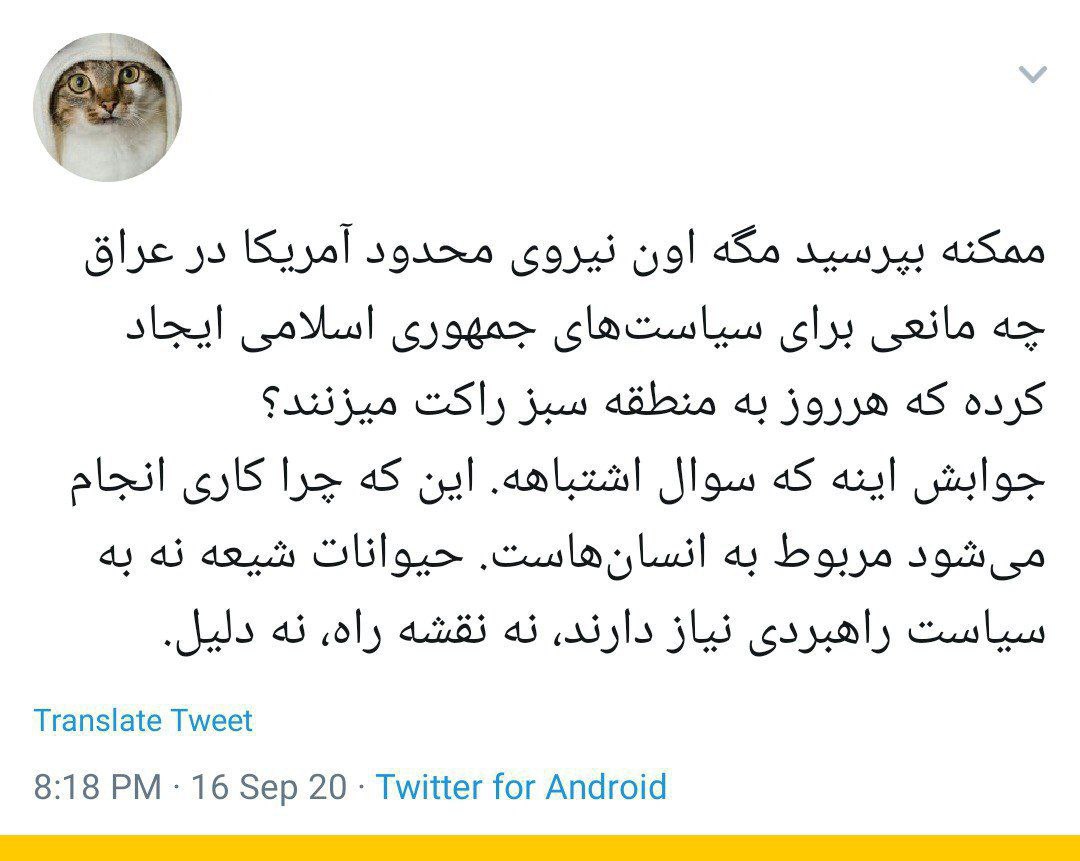 ممکنه بپرسید مگه اون نیروی محدود آمریکا در عراق
چه مانعی برای سیاست‌های جمهوری اسلامی ایجاد
کرده که هرروز به منطقه سبز راکت میزنند؟
جوابش اینه که سوال اشتباهه. این که چرا کاری انجام
می‌شود مربوط به انسان‌هاست. حیوانات شیعه نه به
سیاست راهبردی نیاز دارند، نه نقشه راه، نه دلیل.
Translate Tweet
8:18 PM · 16 Sep 20 · Twitter for Android